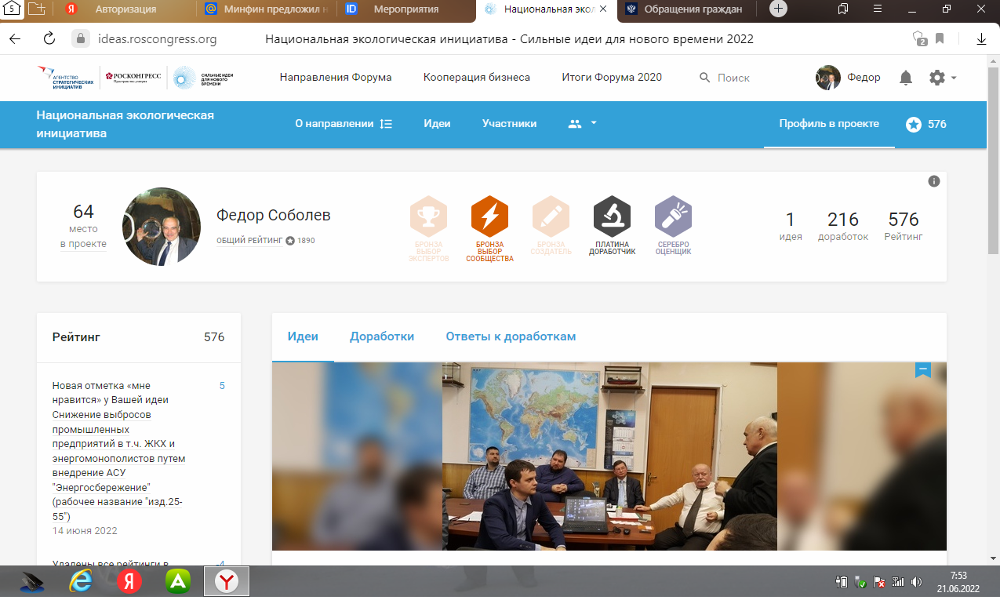 5
Авторизация
Минфин предложил н
ID
Мероприятия
Национальная экол
Обращения граждан
ideas.roscongress.org
Национальная экологическая инициатива - Сильные идеи для нового времени 2022
2
АГЕНТСТВО
СТРАТЕГИЧЕСКИХ
ИНИЦИАТИВ
РОСКОНГРЕСС
Пространство доверия
СИЛЬНЫЕ ИДЕИ
ДЛЯ НОВОГО
ВРЕМЕНИ
Направления Форума
Кооперация бизнеса
Итоги Форума 2020
Поиск
Федор
Национальная экологическая
инициатива
О направлении
Идеи
Участники
Профиль в проекте
576
64
место
в проекте
Федор Соболев
ОБЩИЙ РЕЙТИНГ 1890
БРОНЗА
ВЫБОР
ЭКСПЕРТОВ
БРОНЗА
ВЫБОР
СООБЩЕСТВА
БРОНЗА
СОЗДАТЕЛЬ
ПЛАТИНА
ДОРАБОТЧИК
СЕРЕБРО
ОЦЕНЩИК
1
идея
216
доработок
576
Рейтинг
Рейтинг 576
Новая отметка «мне 5
нравится» у Вашей идеи
Снижение выбросов
промышленных
предприятий в т.ч. ЖКХ и
энергомонополистов путем
внедрение АСУ
"Энергосбережение"
(рабочее название "изд.25-
55")
14 июня 2022
Удалены все рейтинги в -4
Идеи
Доработки
Ответы к доработкам
7:53
21.06.2022